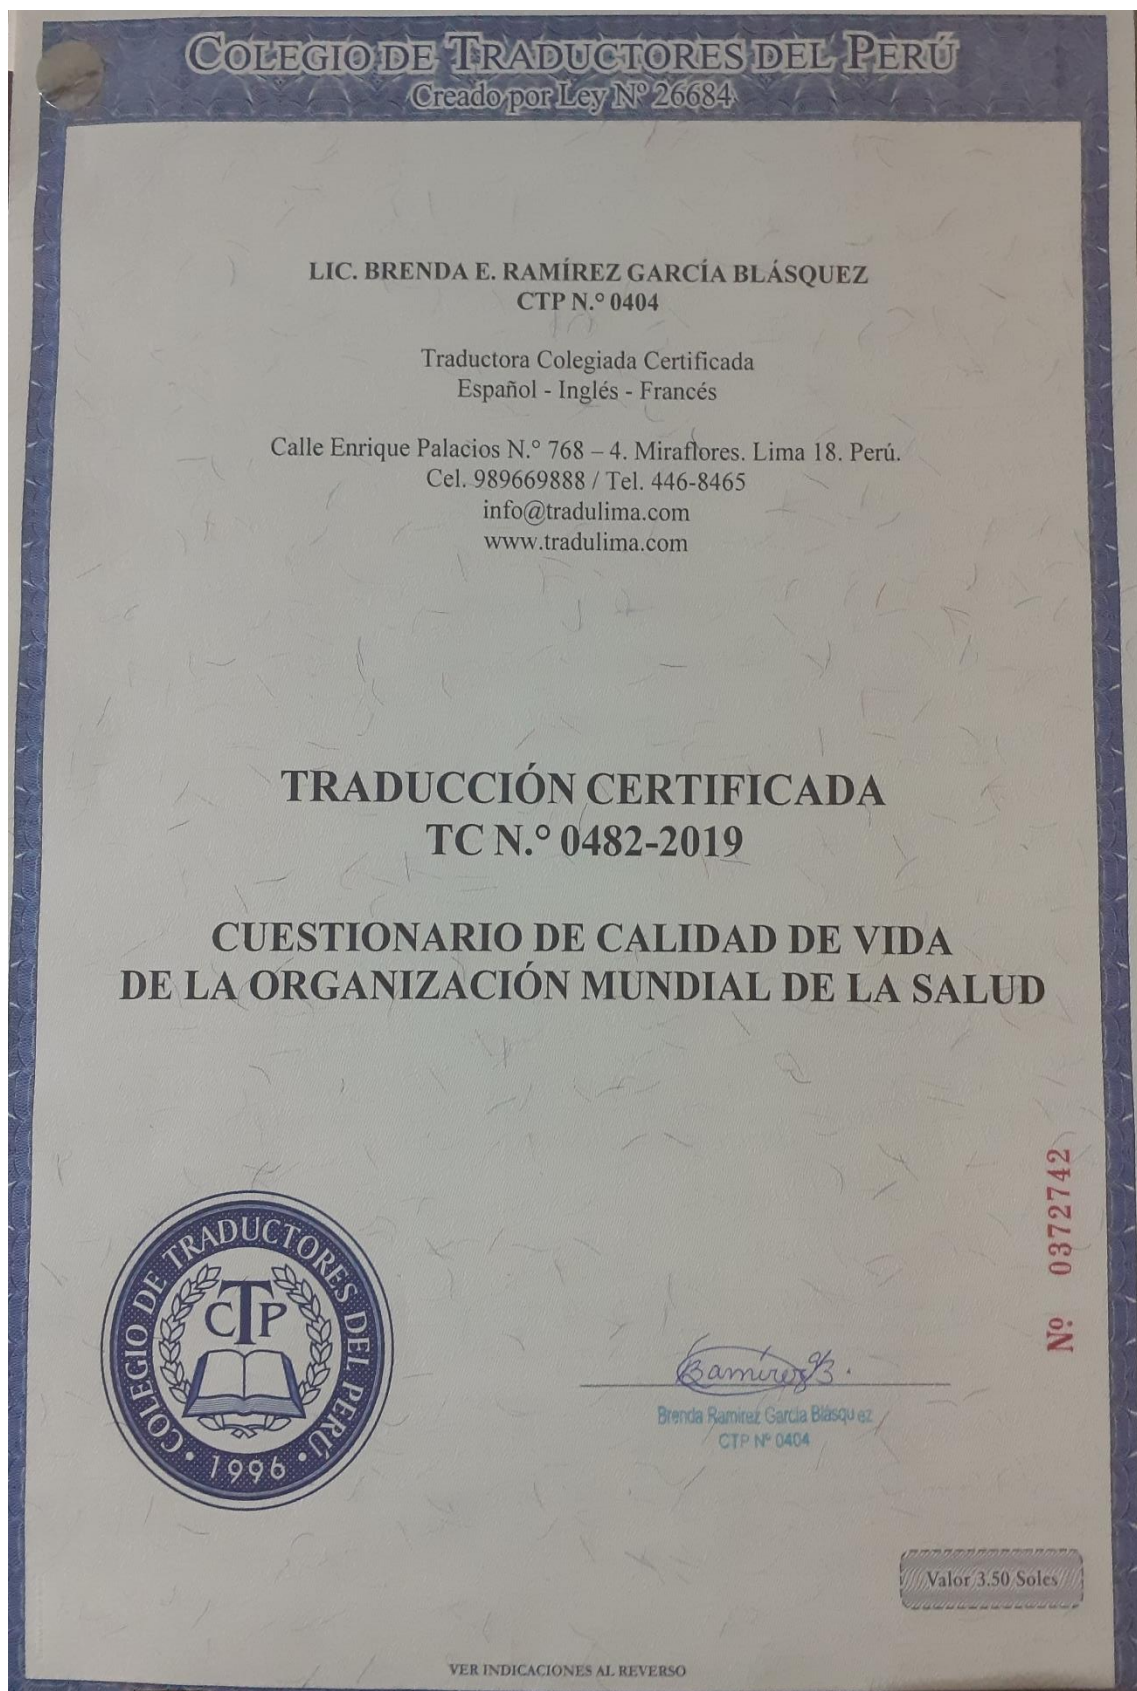 COLEGIO DE TRADUCTORES DEL PERÚ
Creado por Ley Nº 26684
LIC. BRENDA E. RAMÍREZ GARCÍA BLÁSQUEZ
CTP N.° 0404
Traductora Colegiada Certificada
Español - Inglés - Francés
Calle Enrique Palacios N.° 768 – 4. Miraflores. Lima 18. Perú.
Cel. 989669888 / Tel. 446-8465
info@tradulima.com
www.tradulima.com
TRADUCCIÓN CERTIFICADA
TC N.° 0482-2019
CUESTIONARIO DE CALIDAD DE VIDA
DE LA ORGANIZACIÓN MUNDIAL DE LA SALUD
Nº: 0372742
COLEGIO DE TRADUCTORES DEL PERÚ
CTP
· 1996 ·
Ramírez GB.
Brenda Ramirez García Blásquez
CTP Nº 0404
Valor 3.50 Soles
VER INDICACIONES AL REVERSO